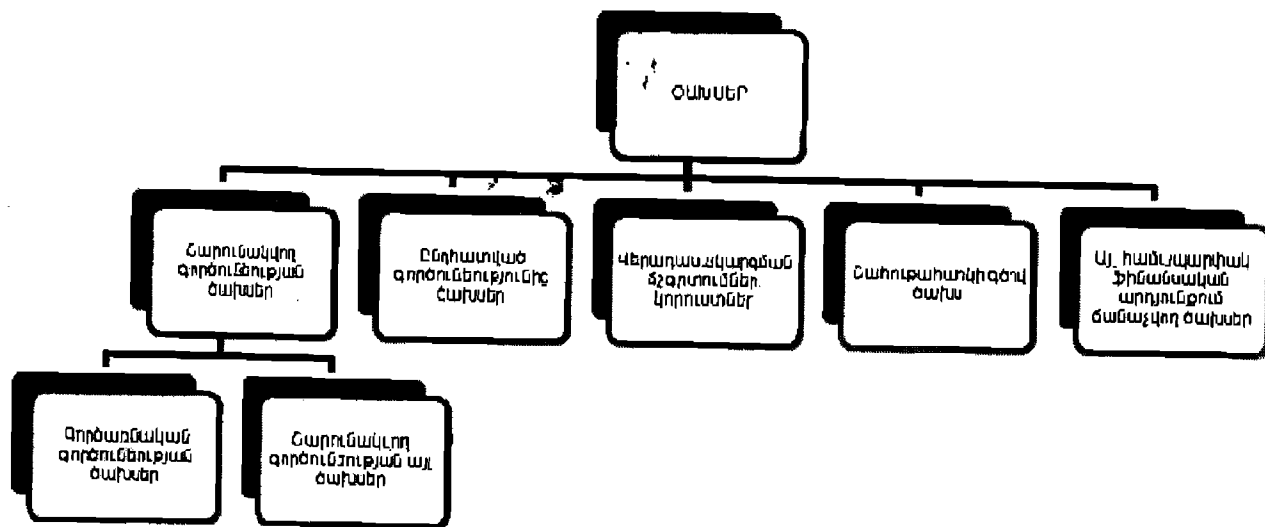 ԾԱԽՍԵՐ
Շարունակվող
գործունեության
ծախսեր
Ընդհատված
գործունեությունից
ծախսեր
Վերադասակարգման
ճշգրտումներ.
կորուստներ
Շահութահարկի գծով
ծախս
Այլ համապարփակ
ֆինանսական
արդյունքում
ճանաչվող ծախսեր
Գործառնական
գործունեության
ծախսեր
Շարունակվող
գործունեության այլ
ծախսեր